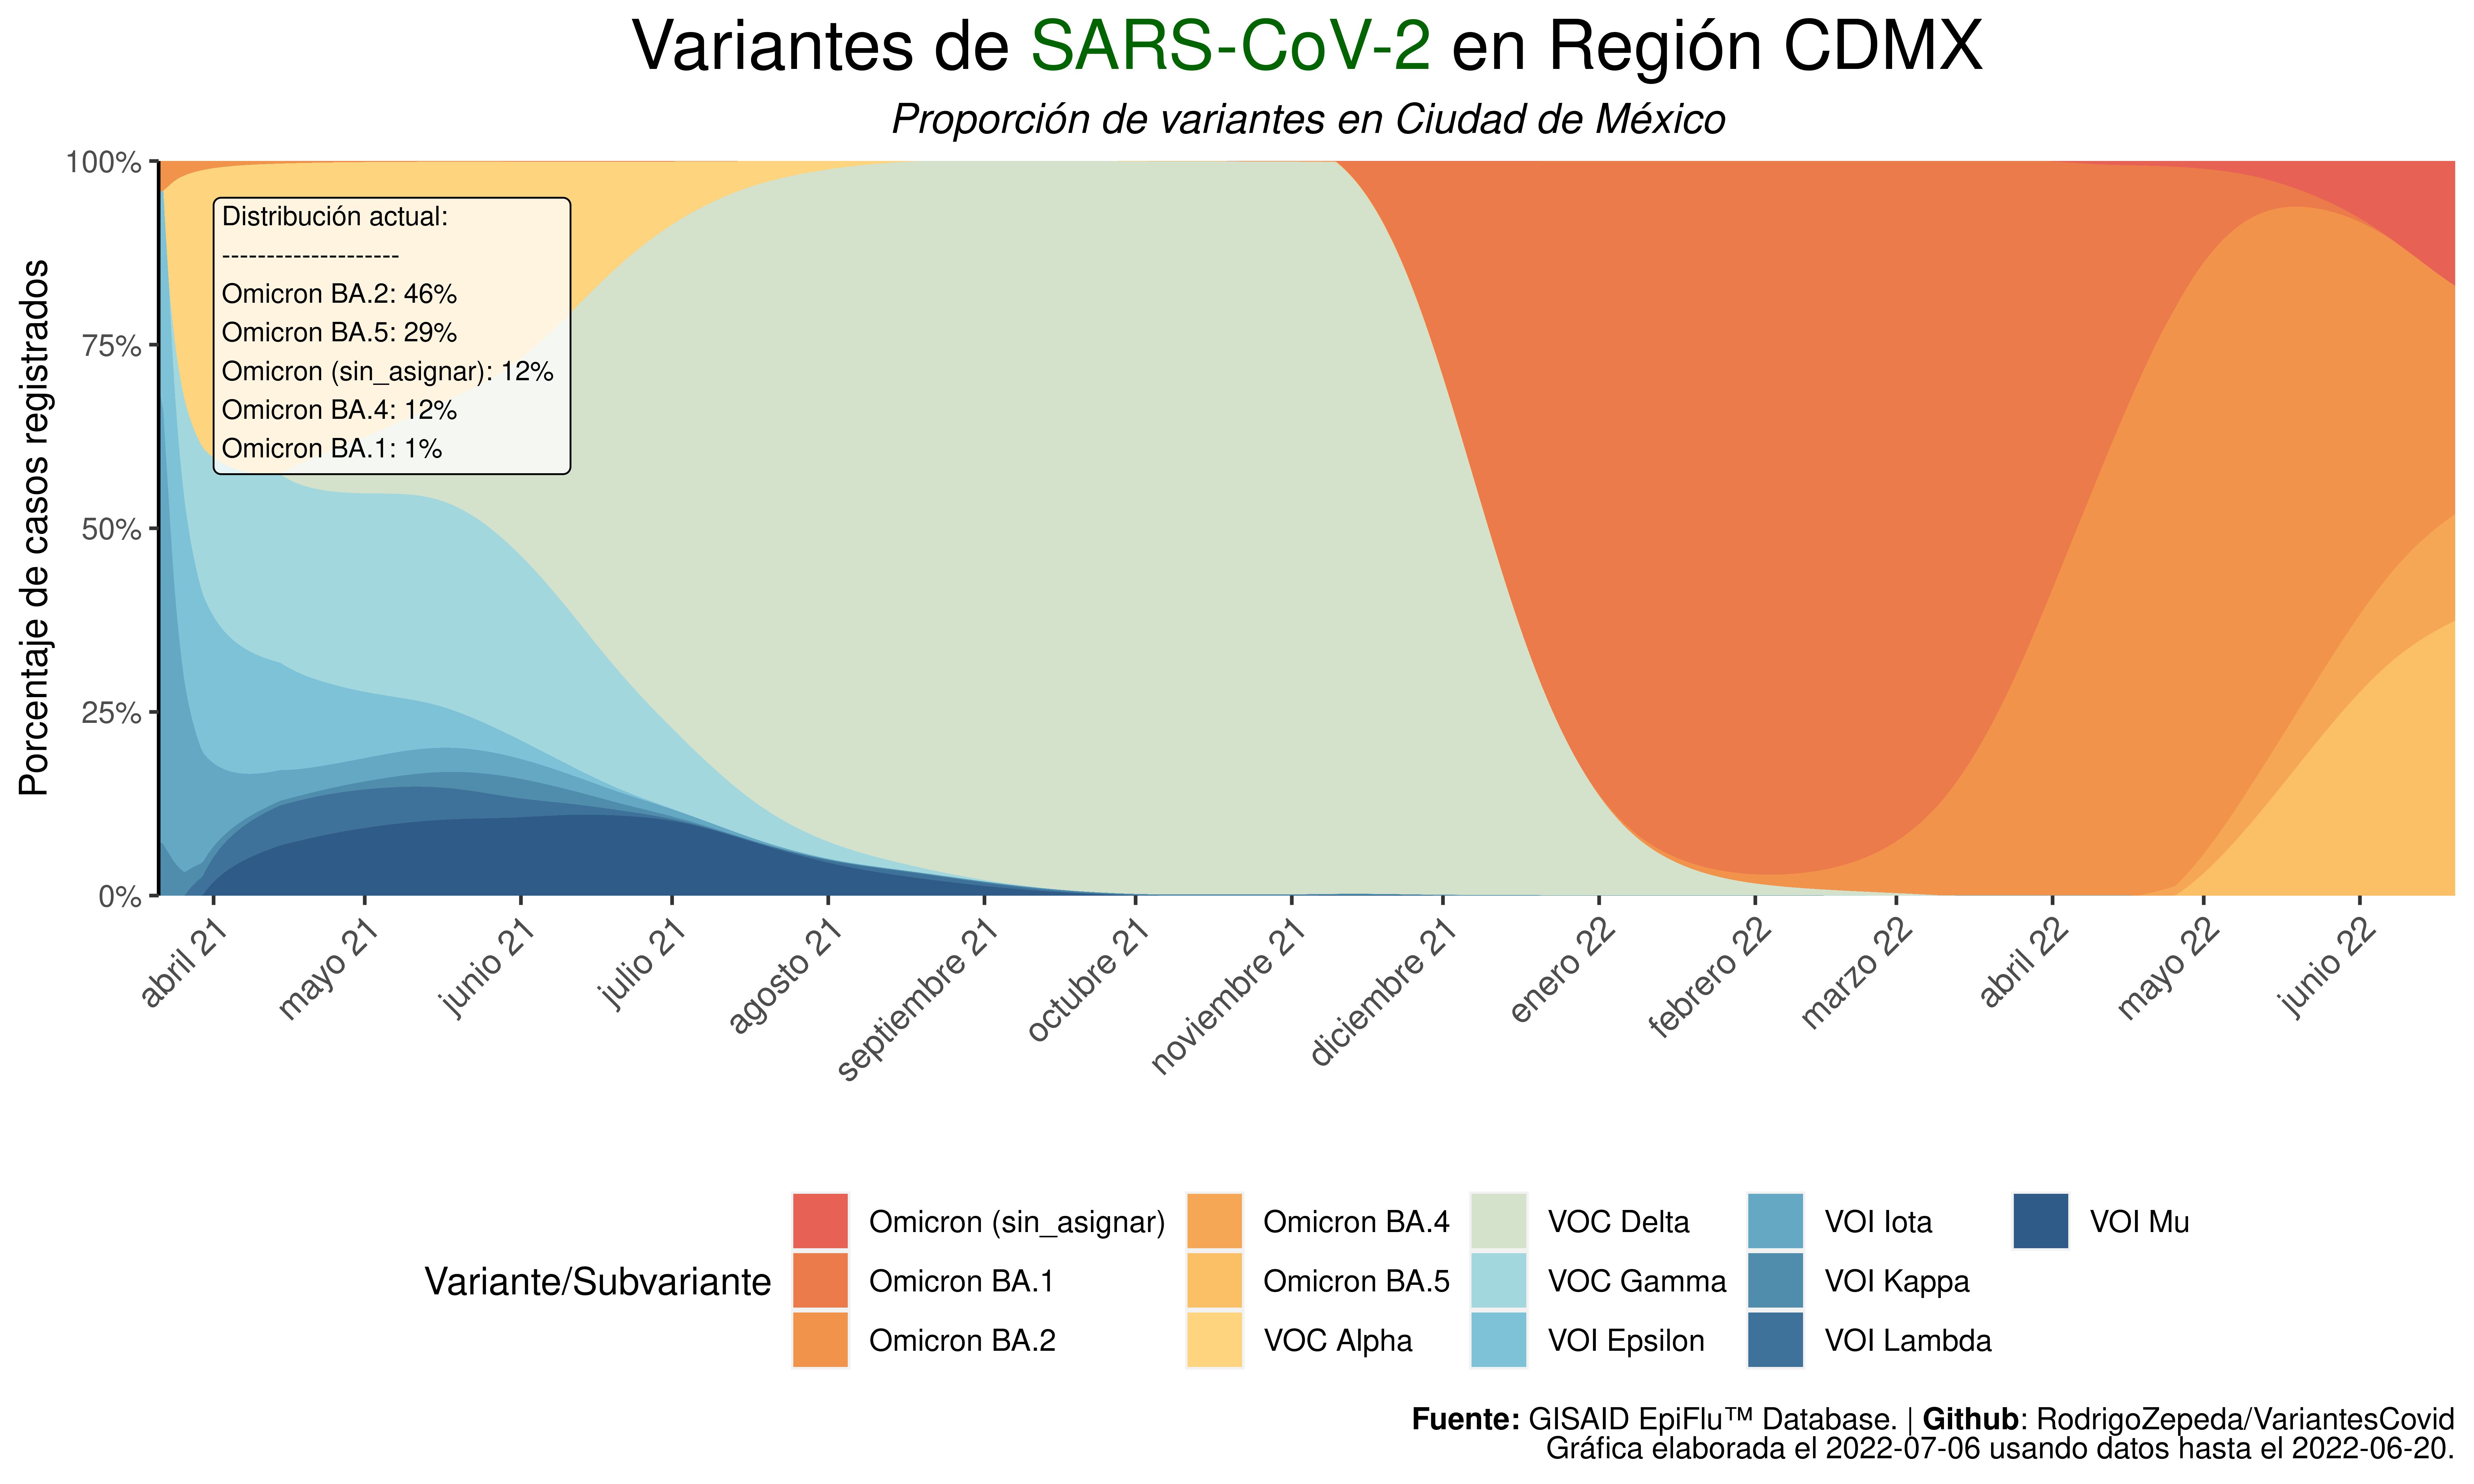 Variantes de SARS-CoV-2 en Región CDMX
Proporción de variantes en Ciudad de México
Porcentaje de casos registrados
100%
75%
50%
25%
0%
Distribución actual:
--------------------
Omicron BA.2: 46%
Omicron BA.5: 29%
Omicron (sin_asignar): 12%
Omicron BA.4: 12%
Omicron BA.1: 1%
abril 21
mayo 21
junio 21
julio 21
agosto 21
septiembre 21
octubre 21
noviembre 21
diciembre 21
enero 22
febrero 22
marzo 22
abril 22
mayo 22
junio 22
Variante/Subvariante
Omicron (sin_asignar)
Omicron BA.1
Omicron BA.2
Omicron BA.4
Omicron BA.5
VOC Alpha
VOC Delta
VOC Gamma
VOI Epsilon
VOI Iota
VOI Kappa
VOI Lambda
VOI Mu
Fuente: GISAID EpiFlu™ Database. | Github: RodrigoZepeda/VariantesCovid
Gráfica elaborada el 2022-07-06 usando datos hasta el 2022-06-20.